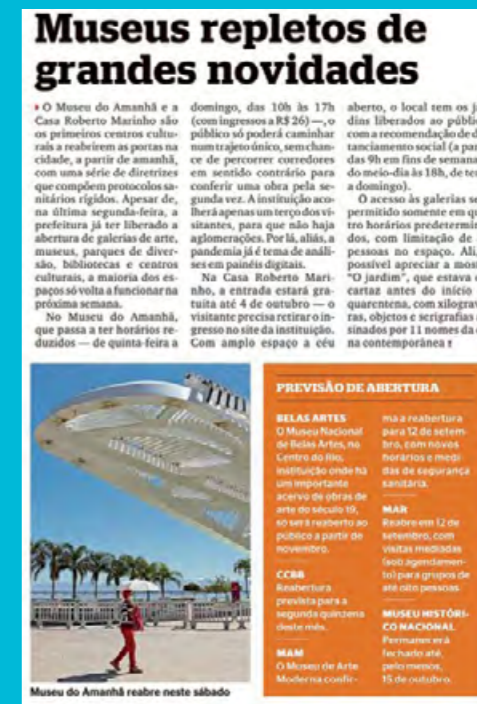 Museus repletos de
grandes novidades
O Museu do Amanhã e a
Casa Roberto Marinho são
os primeiros centros cultu-
rais a reabrirem as portas na
cidade, a partir de amanhã,
com uma série de diretrizes
que compõem protocolos sa-
nitários rígidos. Apesar de,
na última segunda-feira, a
prefeitura já ter liberado a
abertura de galerias de arte,
museus, parques de diver-
são, bibliotecas e centros
culturais, a maioria dos es-
paços só volta a funcionar na
próxima semana.
No Museu do Amanhã,
que passa a ter horários re-
duzidos — de quinta-feira a
domingo, das 10h às 17h
(com ingressos a R$ 26) —, o
público só poderá caminhar
num trajeto único, sem chan-
ce de percorrer corredores
em sentido contrário para
conferir uma obra pela se-
gunda vez. A instituição aco-
lherá apenas um terço dos vi-
sitantes, para que não haja
aglomerações. Por lá, aliás, a
pandemia já é tema de análi-
ses em painéis digitais.
Na Casa Roberto Mari-
nho, a entrada estará gra-
tuita até 4 de outubro — o
visitante precisa retirar o in-
gresso no site da instituição.
Com amplo espaço a céu
aberto, o local tem os ja
dins liberados ao públic
com a recomendação de d
tanciamento social (a par
das 9h em fins de semana
do meio-dia às 18h, de te
a domingo).
O acesso às galerias se
permitido somente em qu
tro horários predetermin
dos, com limitação de
pessoas no espaço. Ali,
possível apreciar a mos
"O jardim", que estava e
cartaz antes do início
quarentena, com xilograv
ras, objetos e serigrafias
sinados por 11 nomes da c
na contemporânea
Museu do Amanhã reabre neste sábado
PREVISÃO DE ABERTURA
BELAS ARTES
O Museu Nacional
de Belas Artes, no
Centro do Rio,
instituição onde há
um importante
acervo de obras de
arte do século 19,
só será reaberto ao
público a partir de
novembro.
CCBB
Reabertura
prevista para a
segunda quinzena
deste mês.
MAM
O Museu de Arte
Moderna confir-
ma a reabertura
para 12 de setem-
bro, com novos
horários e medi-
das de segurança
sanitária.
MAR
Reabre em 12 de
setembro, com
visitas mediadas
(sob agendamen-
to) para grupos de
até oito pessoas.
MUSEU HISTÓRI-
CO NACIONAL
Permanecerá
fechado até,
pelo menos,
15 de outubro.